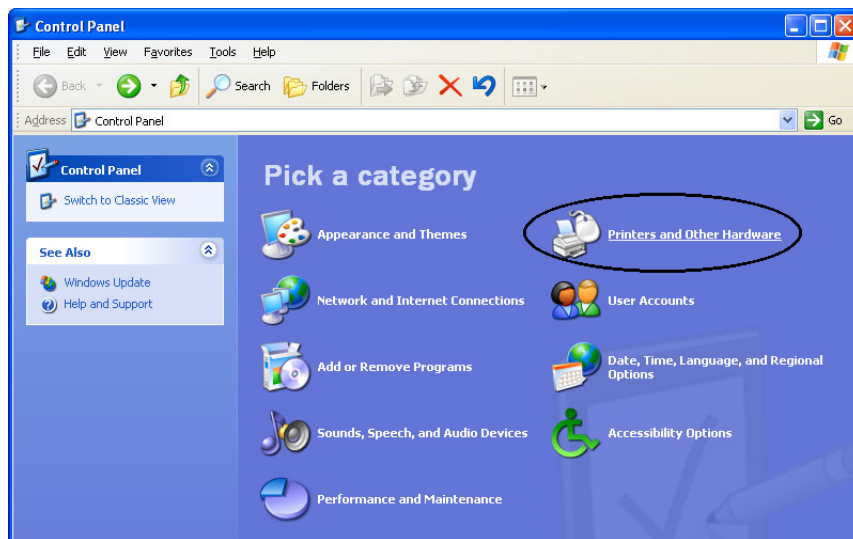 Control Panel
File Edit View Favorites Tools Help
Back Search Folders
Address Control Panel Go
Control Panel
Switch to Classic View
See Also
Windows Update
Help and Support
Pick a category
Appearance and Themes
Printers and Other Hardware
Network and Internet Connections
User Accounts
Add or Remove Programs
Date, Time, Language, and Regional
Options
Sounds, Speech, and Audio Devices
Accessibility Options
Performance and Maintenance